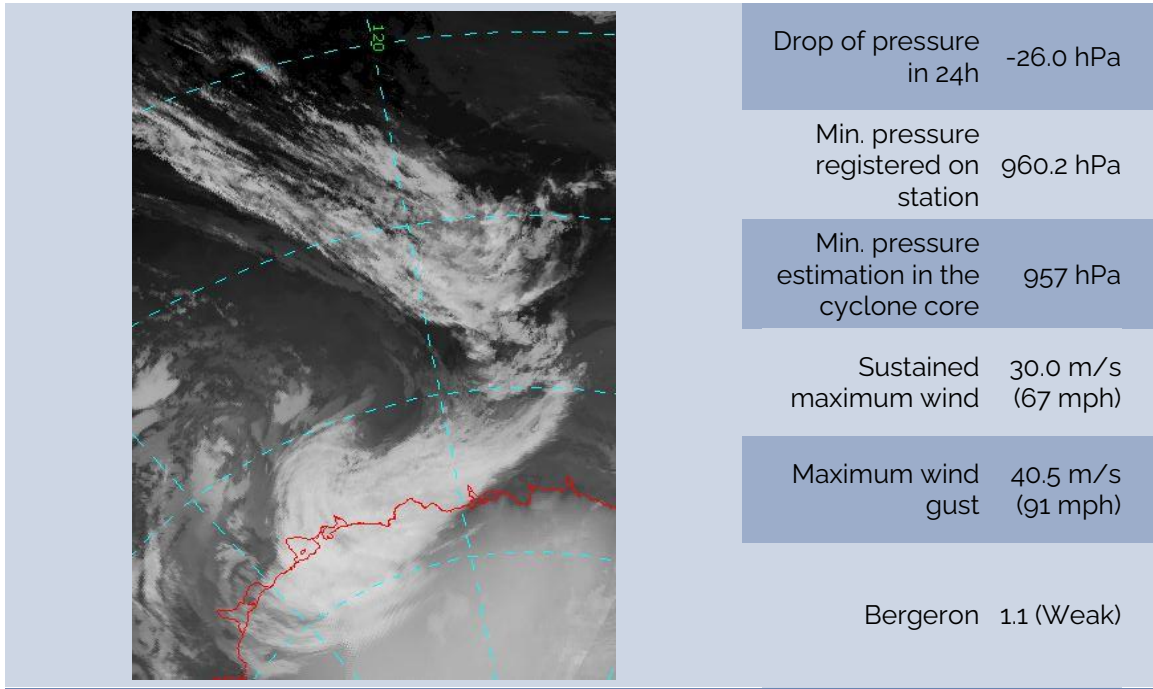 120
Drop of pressure
in 24h
-26.0 hPa
Min. pressure
registered on
station
960.2 hPa
Min. pressure
estimation in the
cyclone core
957 hPa
Sustained
maximum wind
30.0 m/s
(67 mph)
Maximum wind
gust
40.5 m/s
(91 mph)
Bergeron
1.1 (Weak)